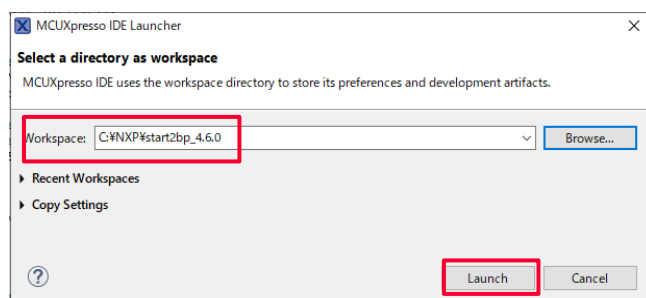 MCUXpresso IDE Launcher
Select a directory as workspace
MCUXpresso IDE uses the workspace directory to store its preferences and development artifacts.
Workspace: C:¥NXP¥start2bp_4.6.0 Browse...
Recent Workspaces
Copy Settings
? Launch Cancel